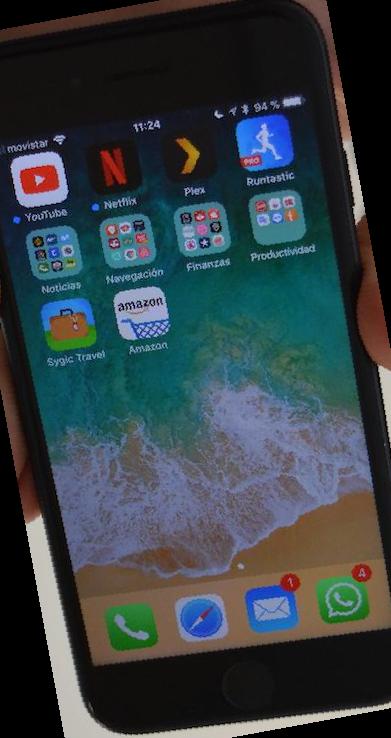 movistar 11:24 94 %
YouTube Netflix Plex PRO Runtastic
Noticias Navegación Finanzas Productividad
amazon
Sygic Travel Amazon
1 4